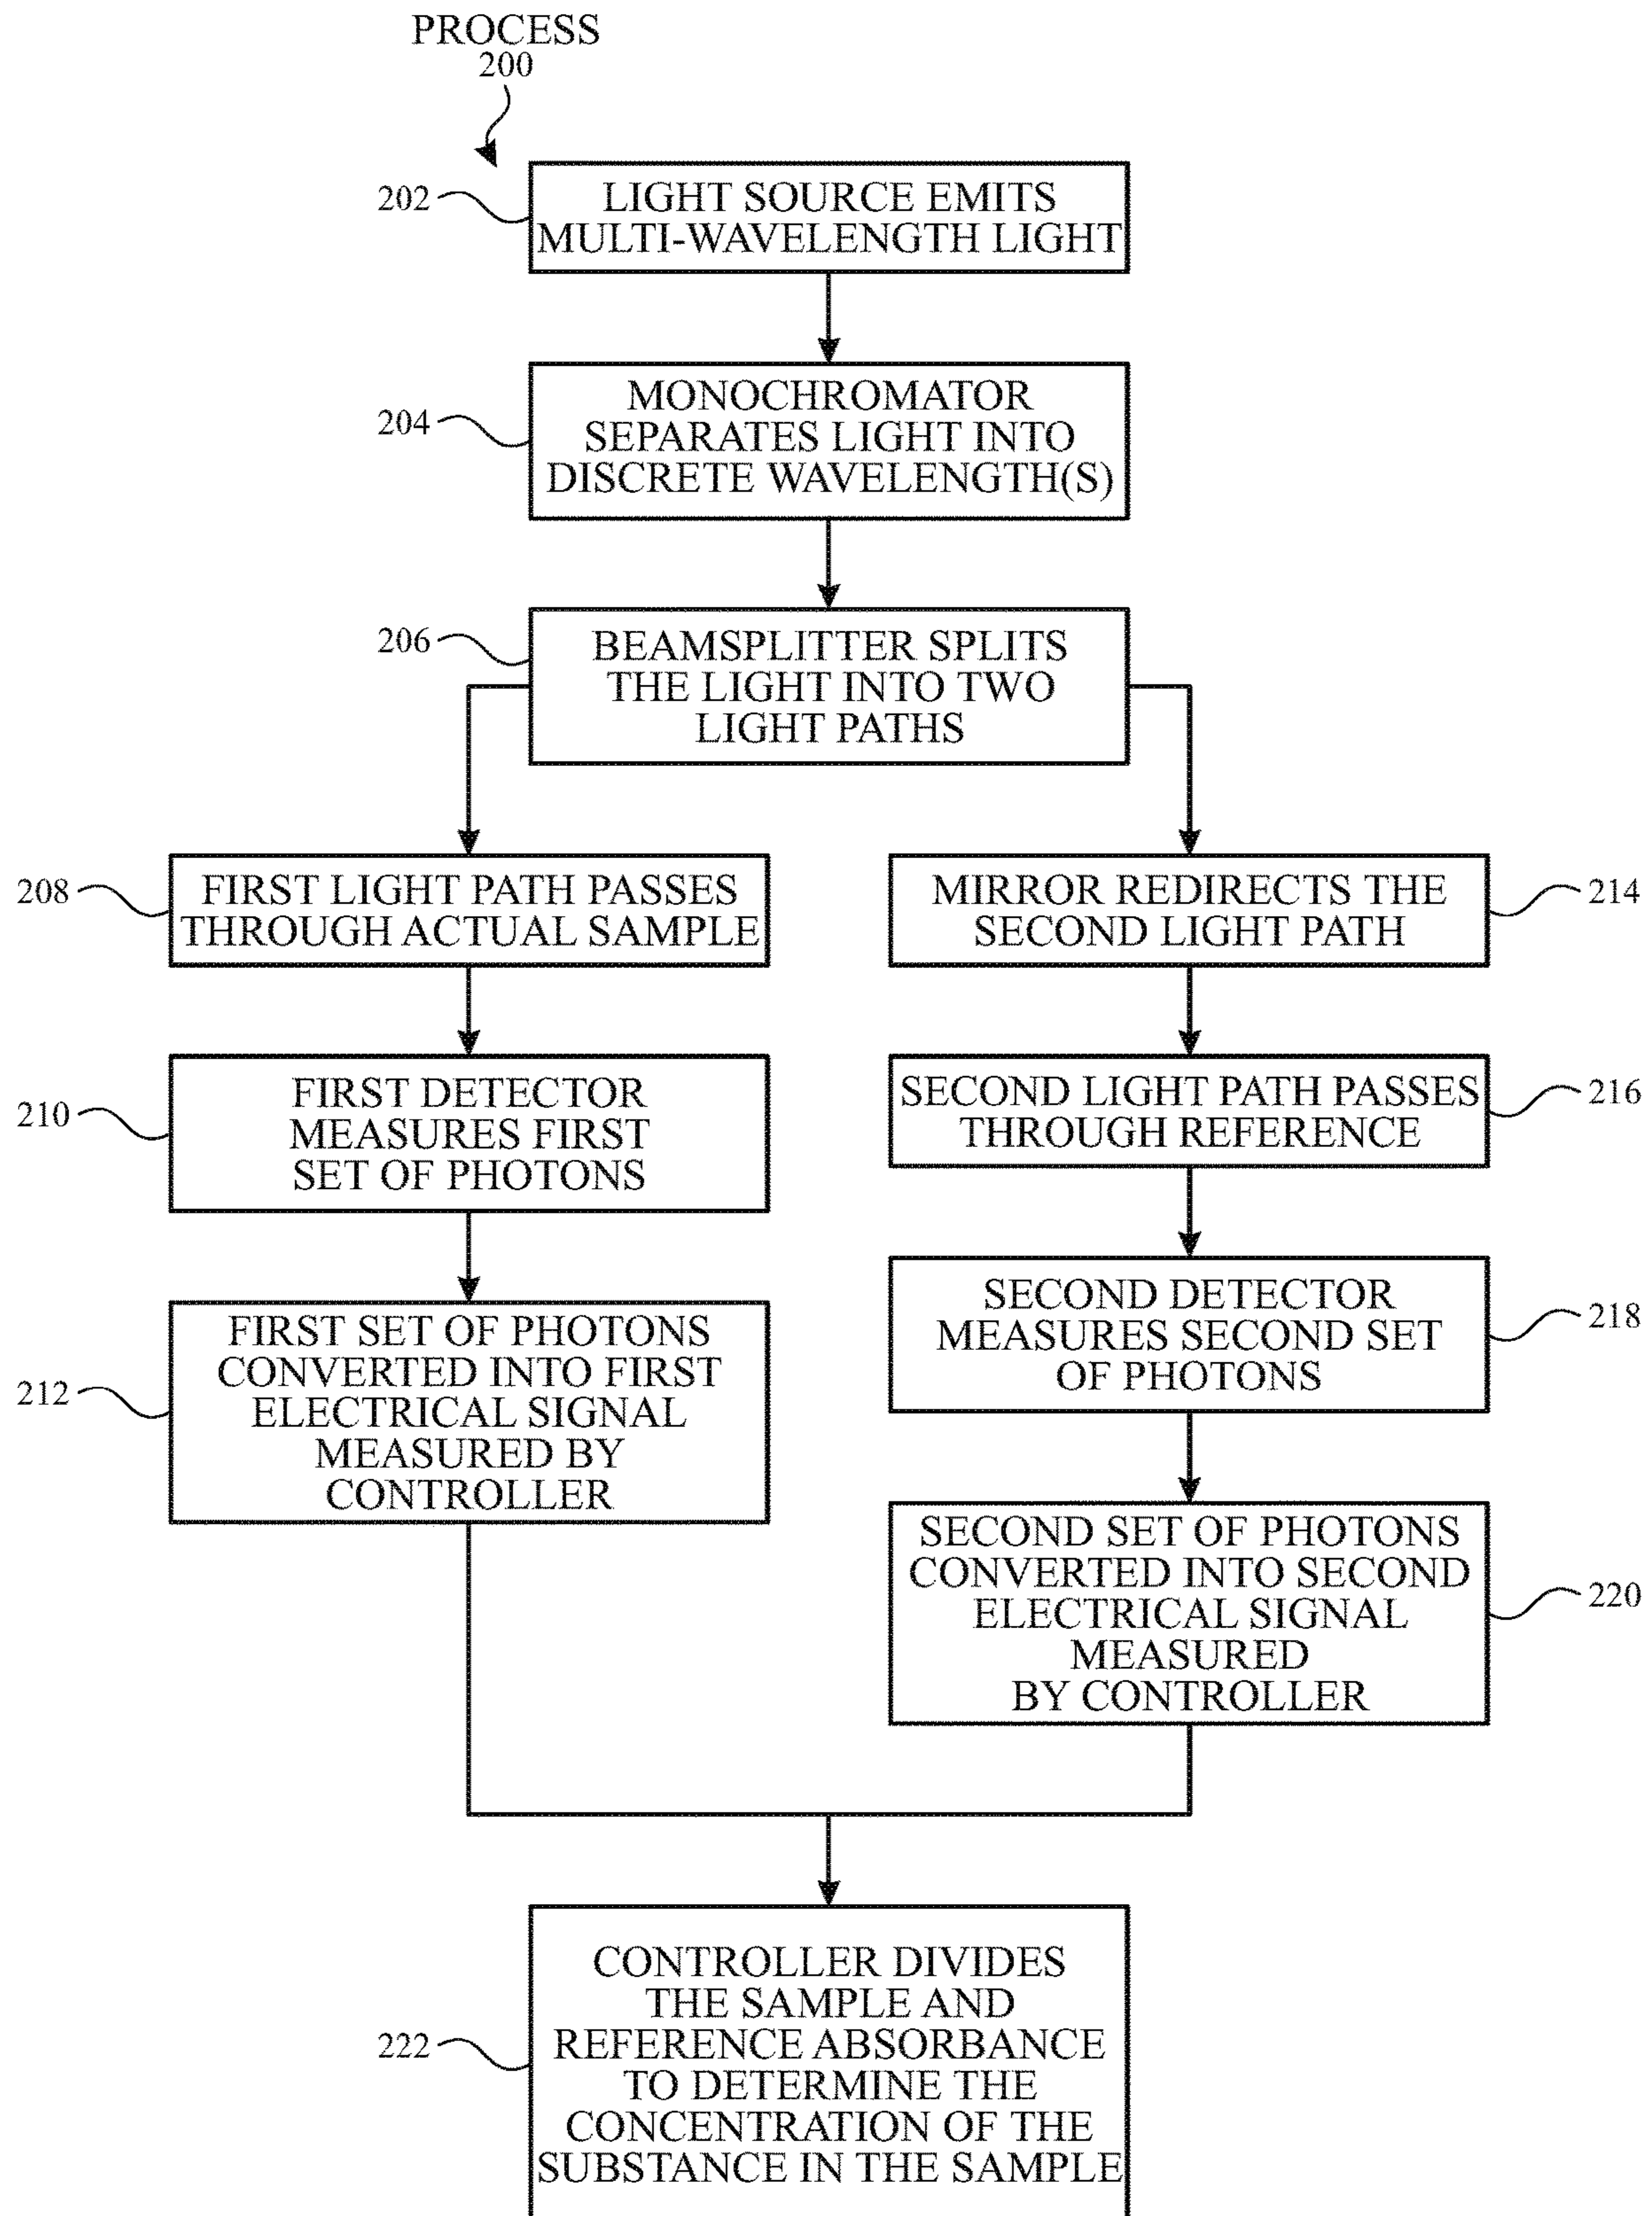 PROCESS
200
202
LIGHT SOURCE EMITS
MULTI-WAVELENGTH LIGHT
204
MONOCHROMATOR
SEPARATES LIGHT INTO
DISCRETE WAVELENGTH(S)
206
BEAMSPLITTER SPLITS
THE LIGHT INTO TWO
LIGHT PATHS
208
FIRST LIGHT PATH PASSES
THROUGH ACTUAL SAMPLE
210
FIRST DETECTOR
MEASURES FIRST
SET OF PHOTONS
212
FIRST SET OF PHOTONS
CONVERTED INTO FIRST
ELECTRICAL SIGNAL
MEASURED BY
CONTROLLER
MIRROR REDIRECTS THE
SECOND LIGHT PATH
214
SECOND LIGHT PATH PASSES
THROUGH REFERENCE
216
SECOND DETECTOR
MEASURES SECOND SET
OF PHOTONS
218
SECOND SET OF PHOTONS
CONVERTED INTO SECOND
ELECTRICAL SIGNAL
MEASURED
BY CONTROLLER
220
222
CONTROLLER DIVIDES
THE SAMPLE AND
REFERENCE ABSORBANCE
TO DETERMINE THE
CONCENTRATION OF THE
SUBSTANCE IN THE SAMPLE